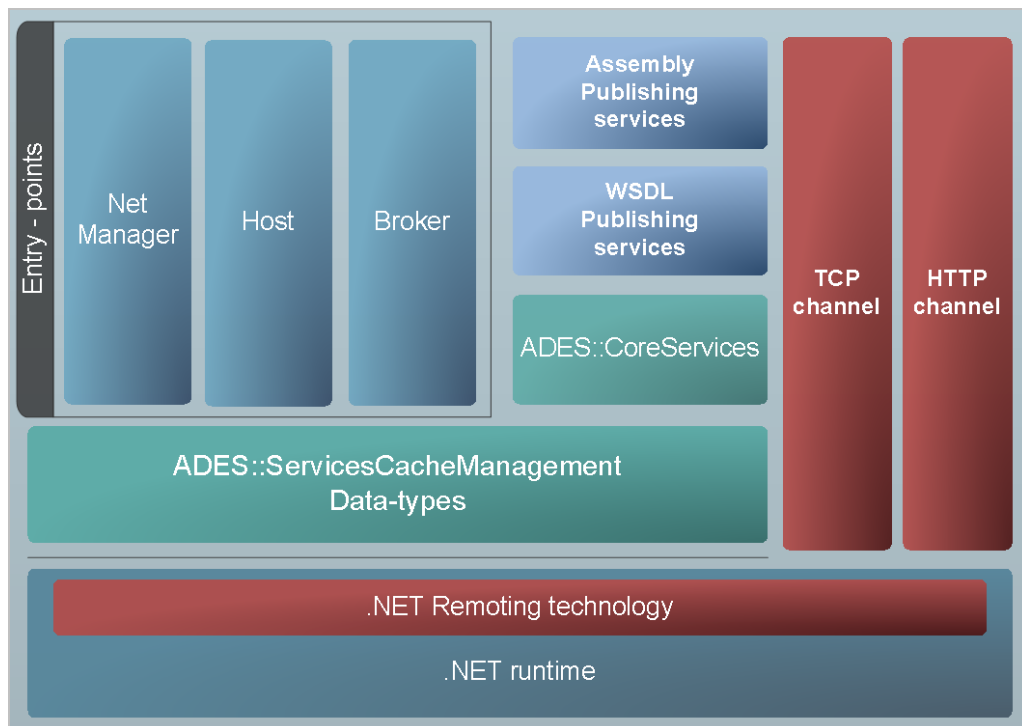 Entry - points
Net
Manager
Host
Broker
Assembly
Publishing
services
WSDL
Publishing
services
ADES::CoreServices
TCP
channel
HTTP
channel
ADES::ServicesCacheManagement
Data-types
.NET Remoting technology
.NET runtime